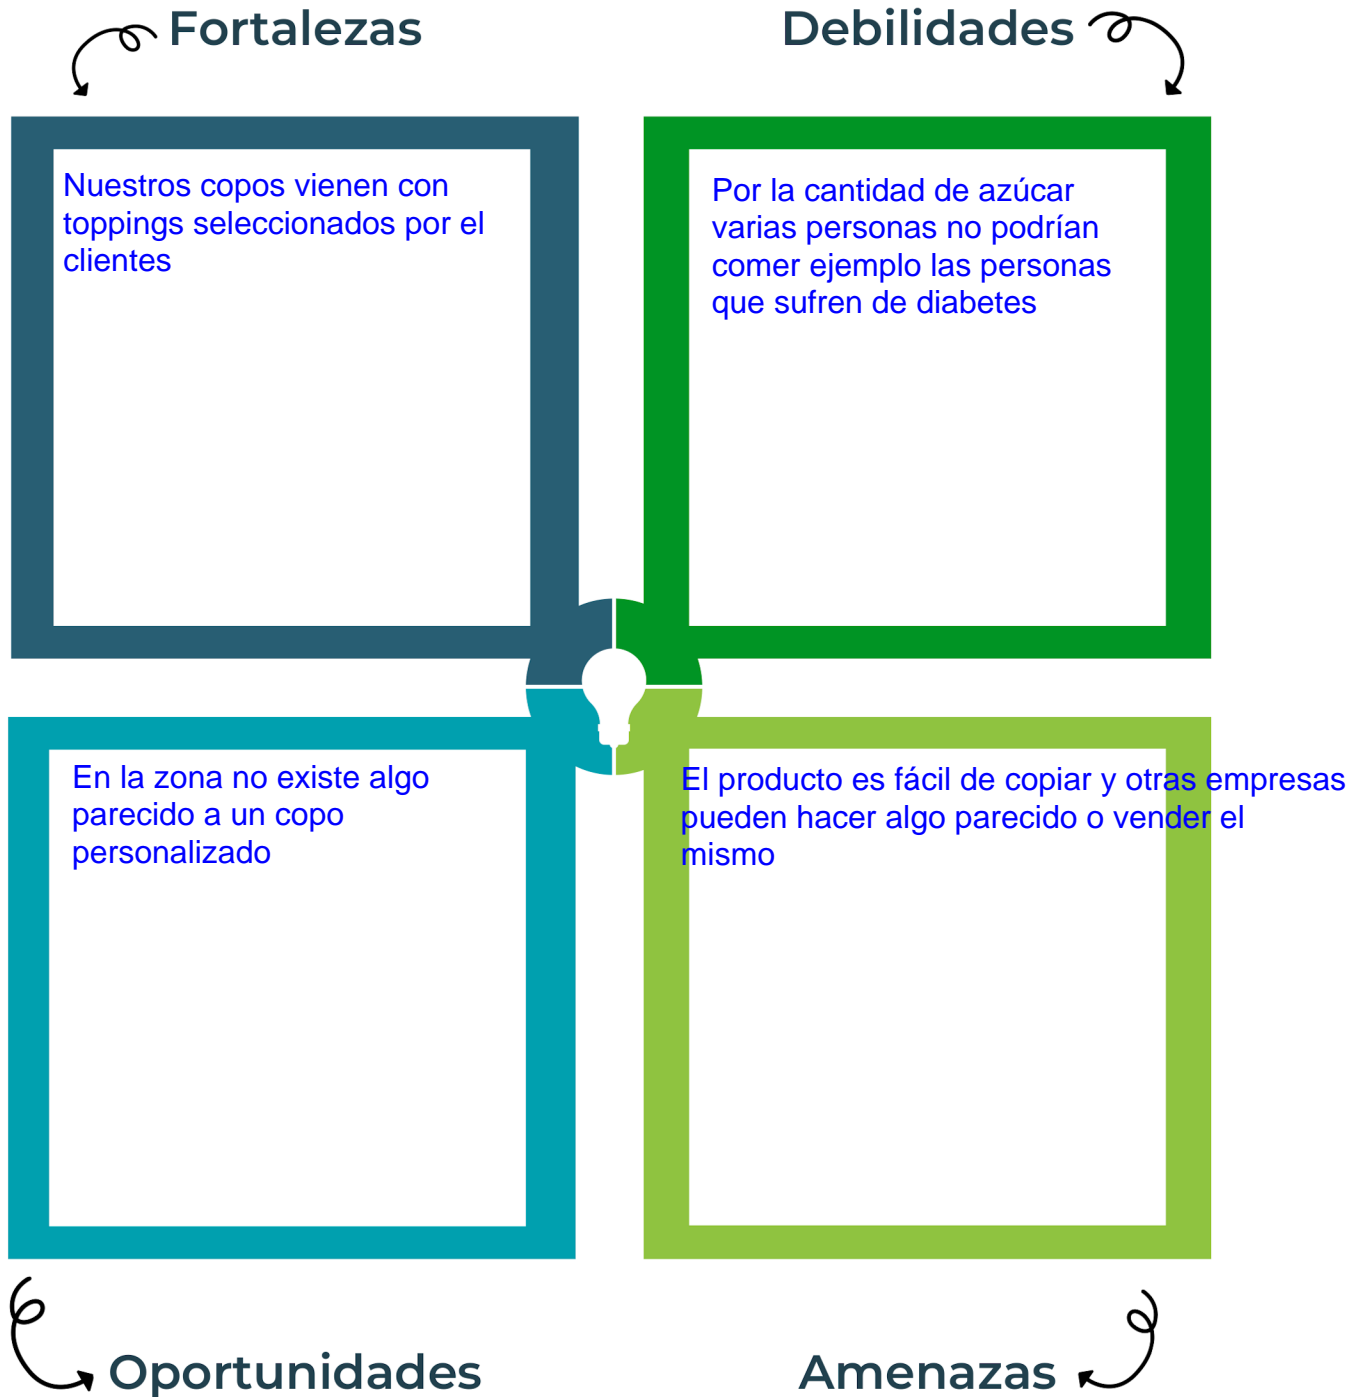 Fortalezas
Debilidades
Nuestros copos vienen con
toppings seleccionados por el
clientes
Por la cantidad de azúcar
varias personas no podrían
comer ejemplo las personas
que sufren de diabetes
En la zona no existe algo
parecido a un copo
personalizado
El producto es fácil de copiar y otras empresas
pueden hacer algo parecido o vender el
mismo
Oportunidades
Amenazas